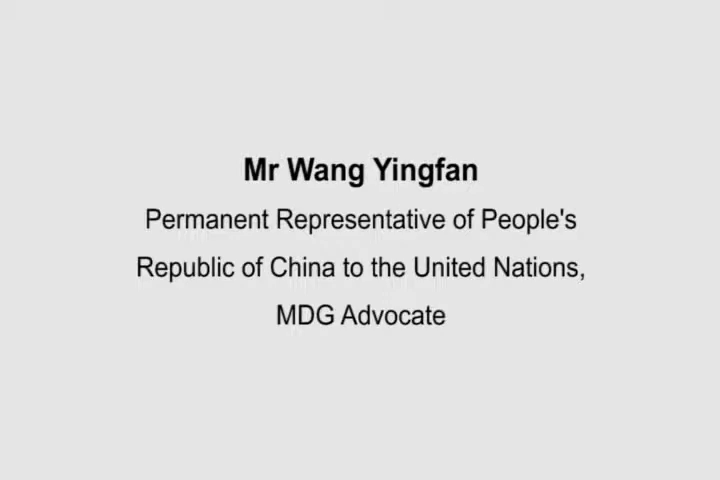 Mr Wang Yingfan
Permanent Representative of People's
Republic of China to the United Nations,
MDG Advocate